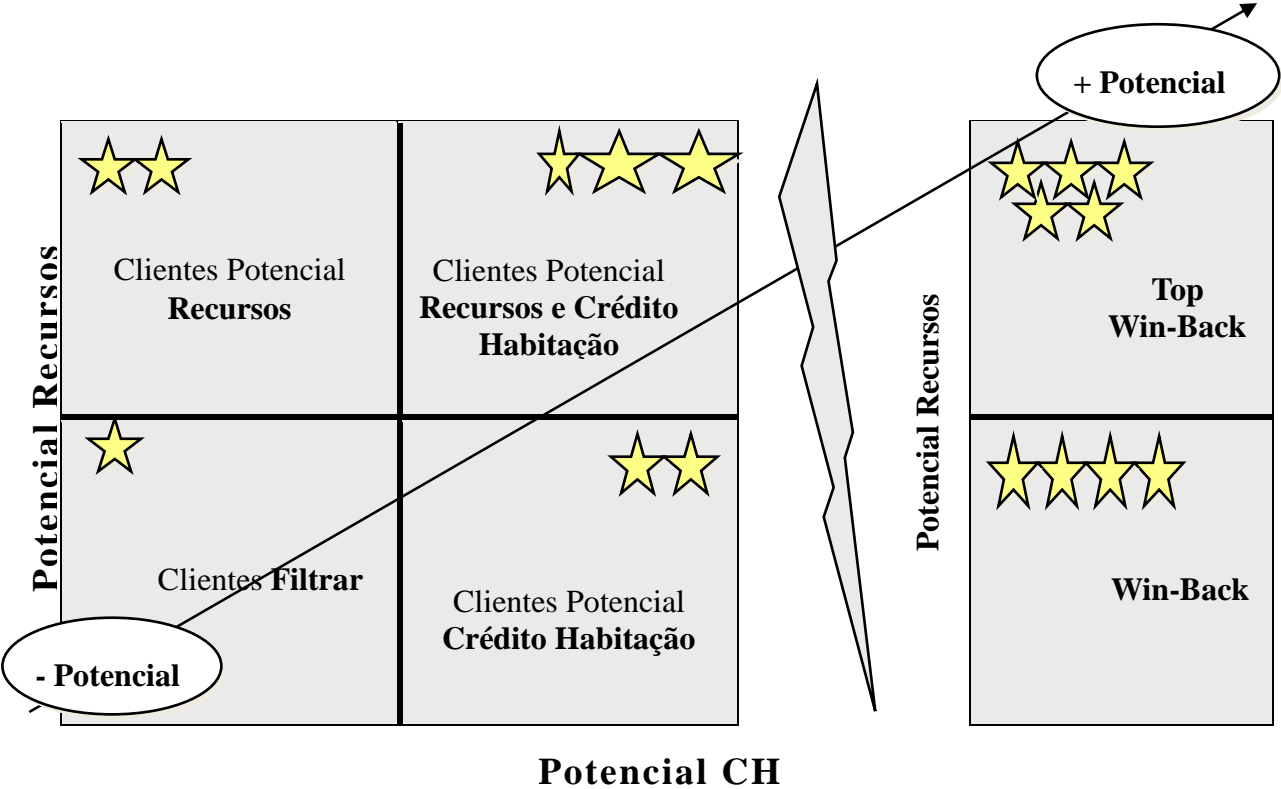 + Potencial
Potencial Recursos
Clientes Potencial
Recursos
Clientes Potencial
Recursos e Crédito
Habitação
Potencial Recursos
Top
Win-Back
Clientes Filtrar
Clientes Potencial
Crédito Habitação
Win-Back
- Potencial
Potencial CH